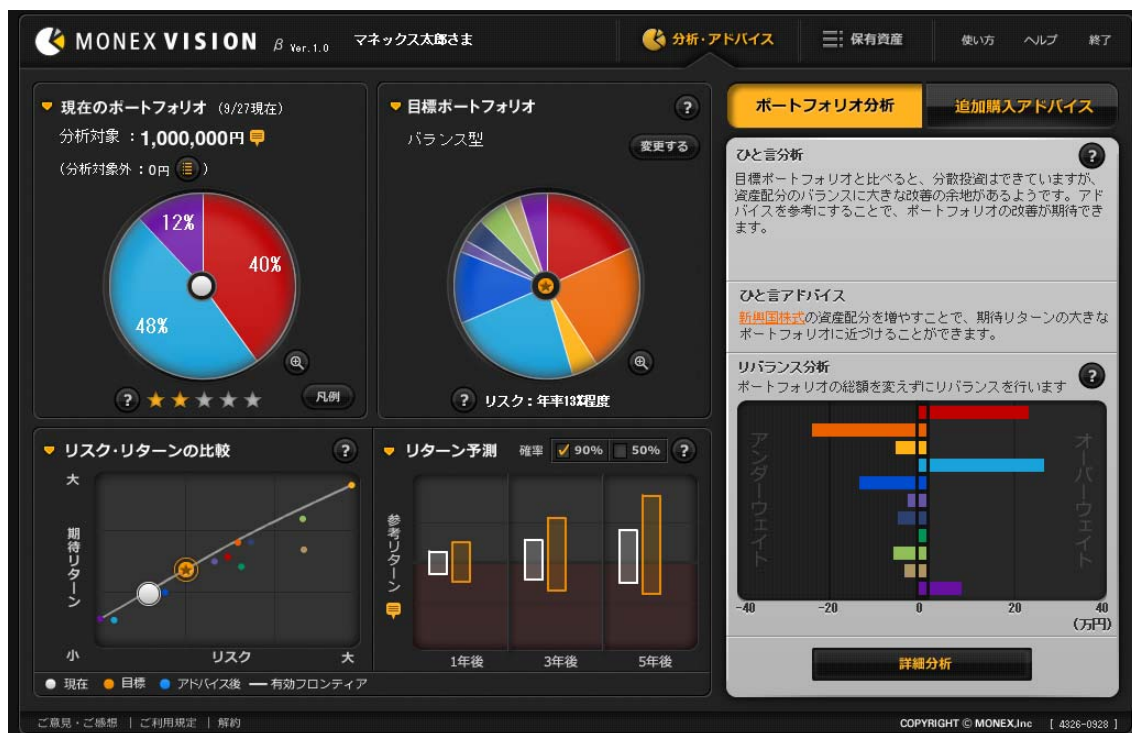 MONEX VISION β Ver.1.0 マネックス太郎さま
分析・アドバイス 保有資産 使い方 ヘルプ 終了
現在のポートフォリオ (9/27現在)
分析対象 : 1,000,000円
(分析対象外 : 0円 )
12%
40%
48%
? 凡例
目標ポートフォリオ ?
バランス型 変更する
? リスク : 年率13%程度
ポートフォリオ分析 追加購入アドバイス
ひと言分析 ?
目標ポートフォリオと比べると、分散投資はできていますが、
資産配分のバランスに大きな改善の余地があるようです。アド
バイスを参考にすることで、ポートフォリオの改善が期待でき
ます。
ひと言アドバイス
新興国株式の資産配分を増やすことで、期待リターンの大きな
ポートフォリオに近づけることができます。
リバランス分析 ?
ポートフォリオの総額を変えずにリバランスを行います
アンダーウェイト
オーバーウェイト
-40 -20 0 20 40
(万円)
詳細分析
リスク・リターンの比較 ?
大
期待リターン
小 リスク 大
現在 目標 アドバイス後 有効フロンティア
リターン予測 確率 90% 50% ?
参考リターン
1年後 3年後 5年後
ご意見・ご感想 | ご利用規定 | 解約
COPYRIGHT © MONEX,Inc [ 4326-0928 ]